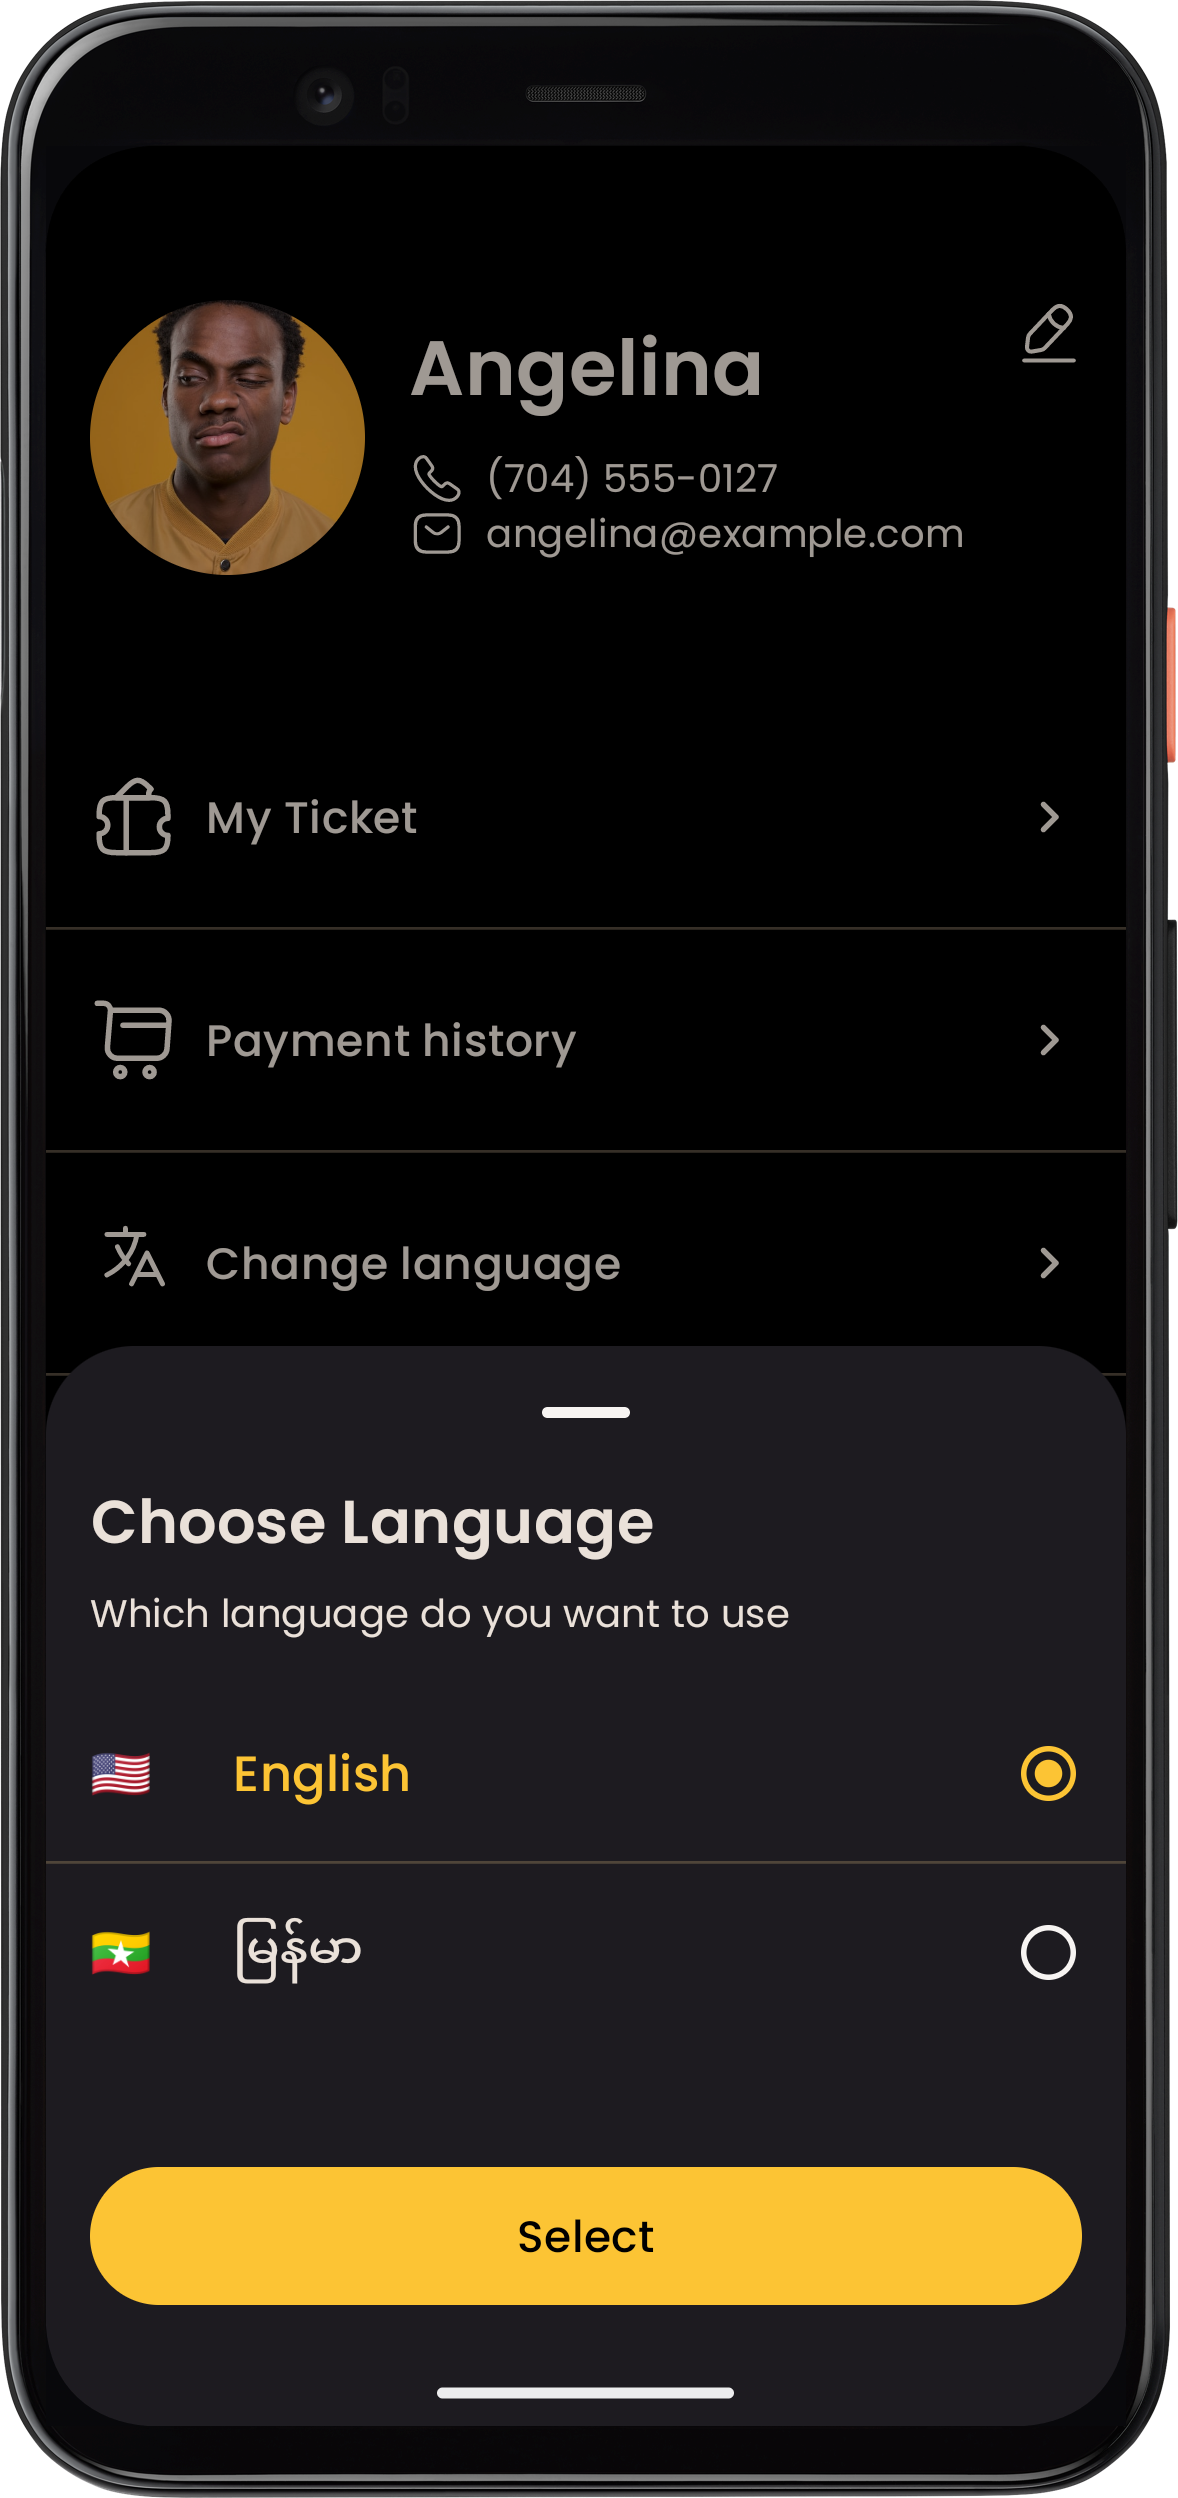 Angelina
(704) 555-0127
angelina@example.com
My Ticket
Payment history
Change language
Choose Language
Which language do you want to use
English
မြန်မာ
Select